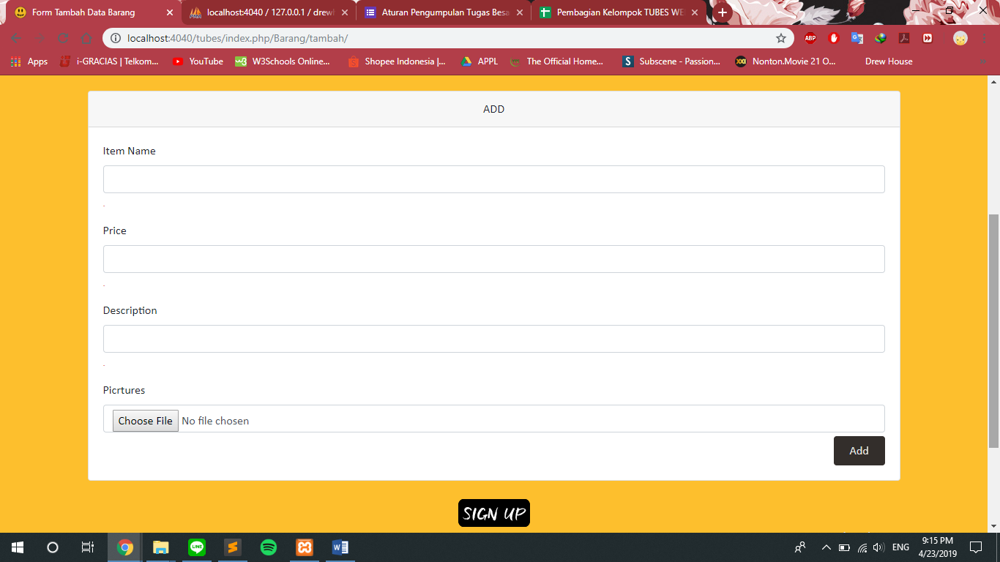 Form Tambah Data Barang
localhost:4040 / 127.0.0.1 / drewh
Aturan Pengumpulan Tugas Besa
Pembagian Kelompok TUBES WE
localhost:4040/tubes/index.php/Barang/tambah/
ABP
Apps
i-GRACIAS | Telkom...
YouTube
W3Schools Online...
Shopee Indonesia |...
APPL
The Official Home...
Subscene - Passion...
Nonton.Movie 21 O...
Drew House
ADD
Item Name
.
Price
.
Description
.
Picrtures
Choose File No file chosen
Add
SIGN UP
ENG
9:15 PM
4/23/2019